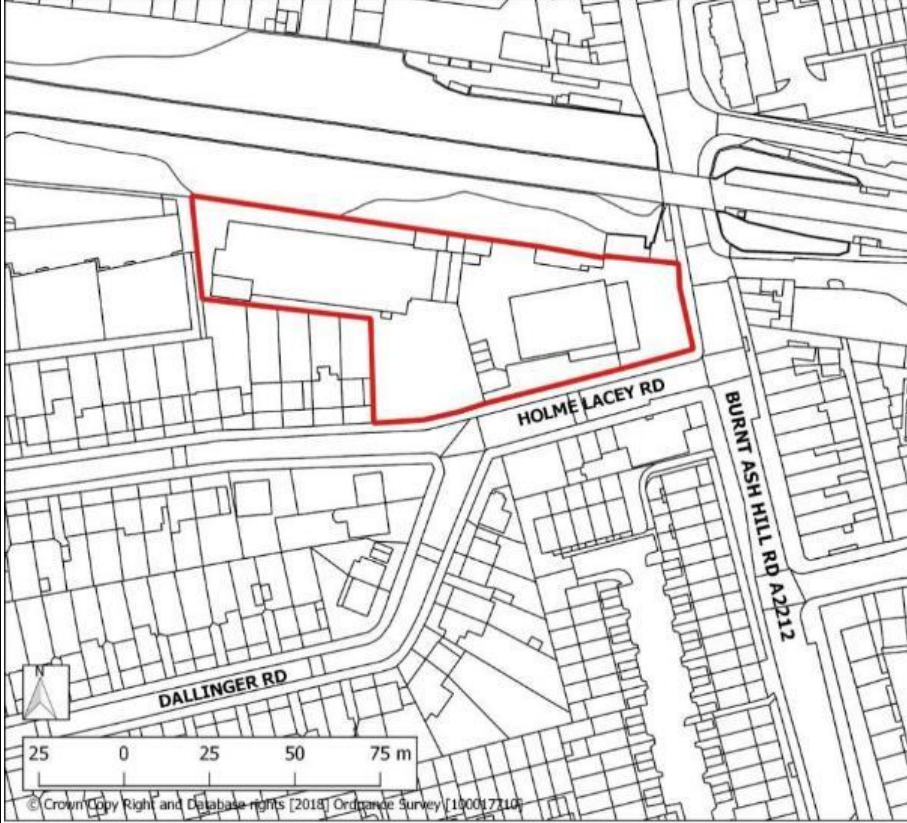 HOLME LACEY RD
BURNT ASH HILL RD A2212
DALLINGER RD
N
25 0 25 50 75 m
© Crown Copy Right and Database rights [2018] Ordnance Survey [100017710]